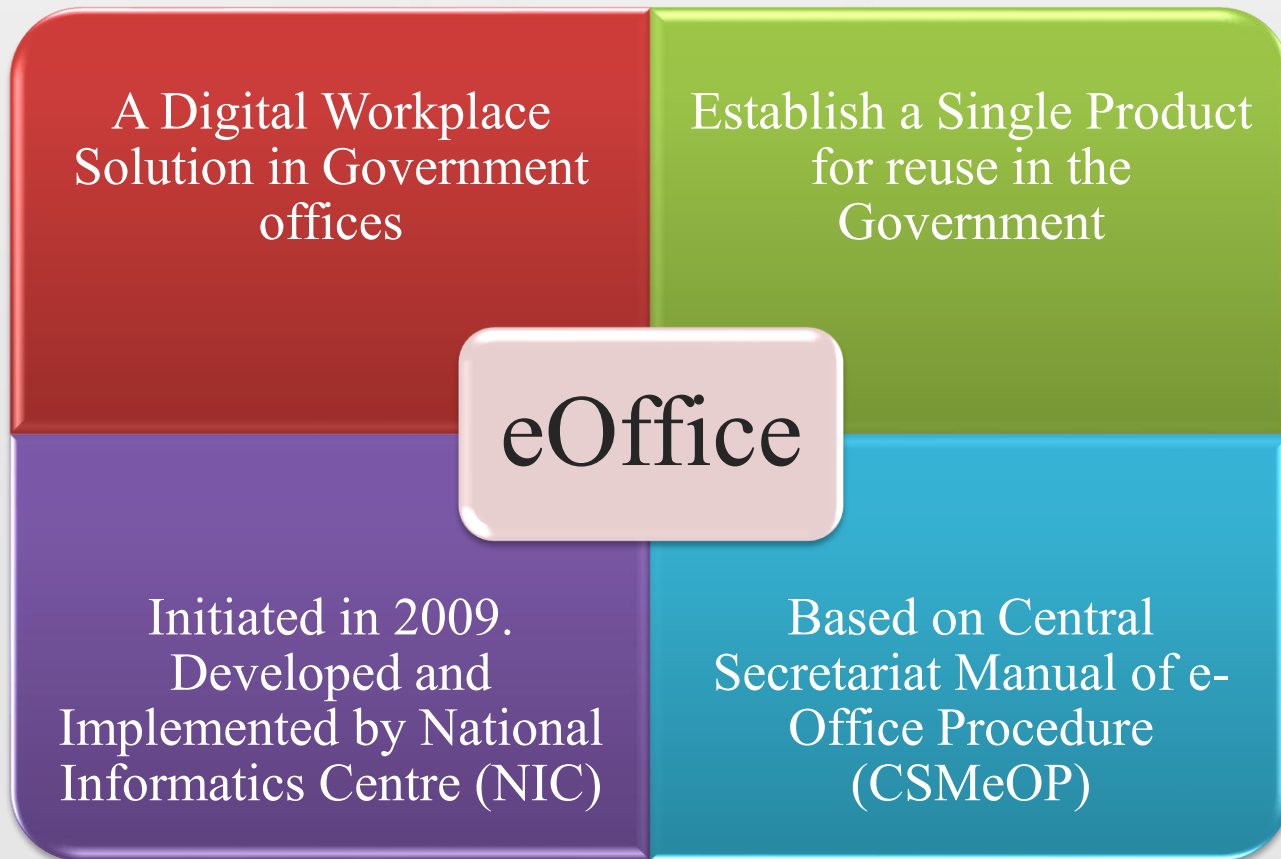 A Digital Workplace
Solution in Government
offices
Establish a Single Product
for reuse in the
Government
eOffice
Initiated in 2009.
Developed and
Implemented by National
Informatics Centre (NIC)
Based on Central
Secretariat Manual of e-
Office Procedure
(CSMeOP)